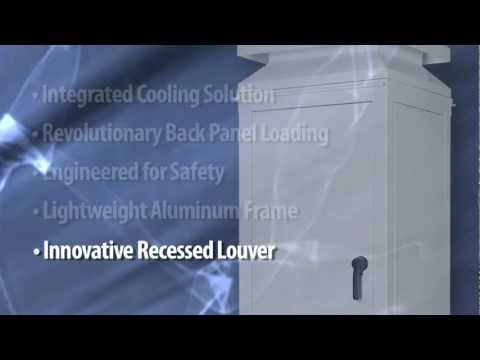 • Integrated Cooling Solution
• Revolutionary Back Panel Loading
• Engineered for Safety
• Lightweight Aluminum Frame
• Innovative Recessed Louver